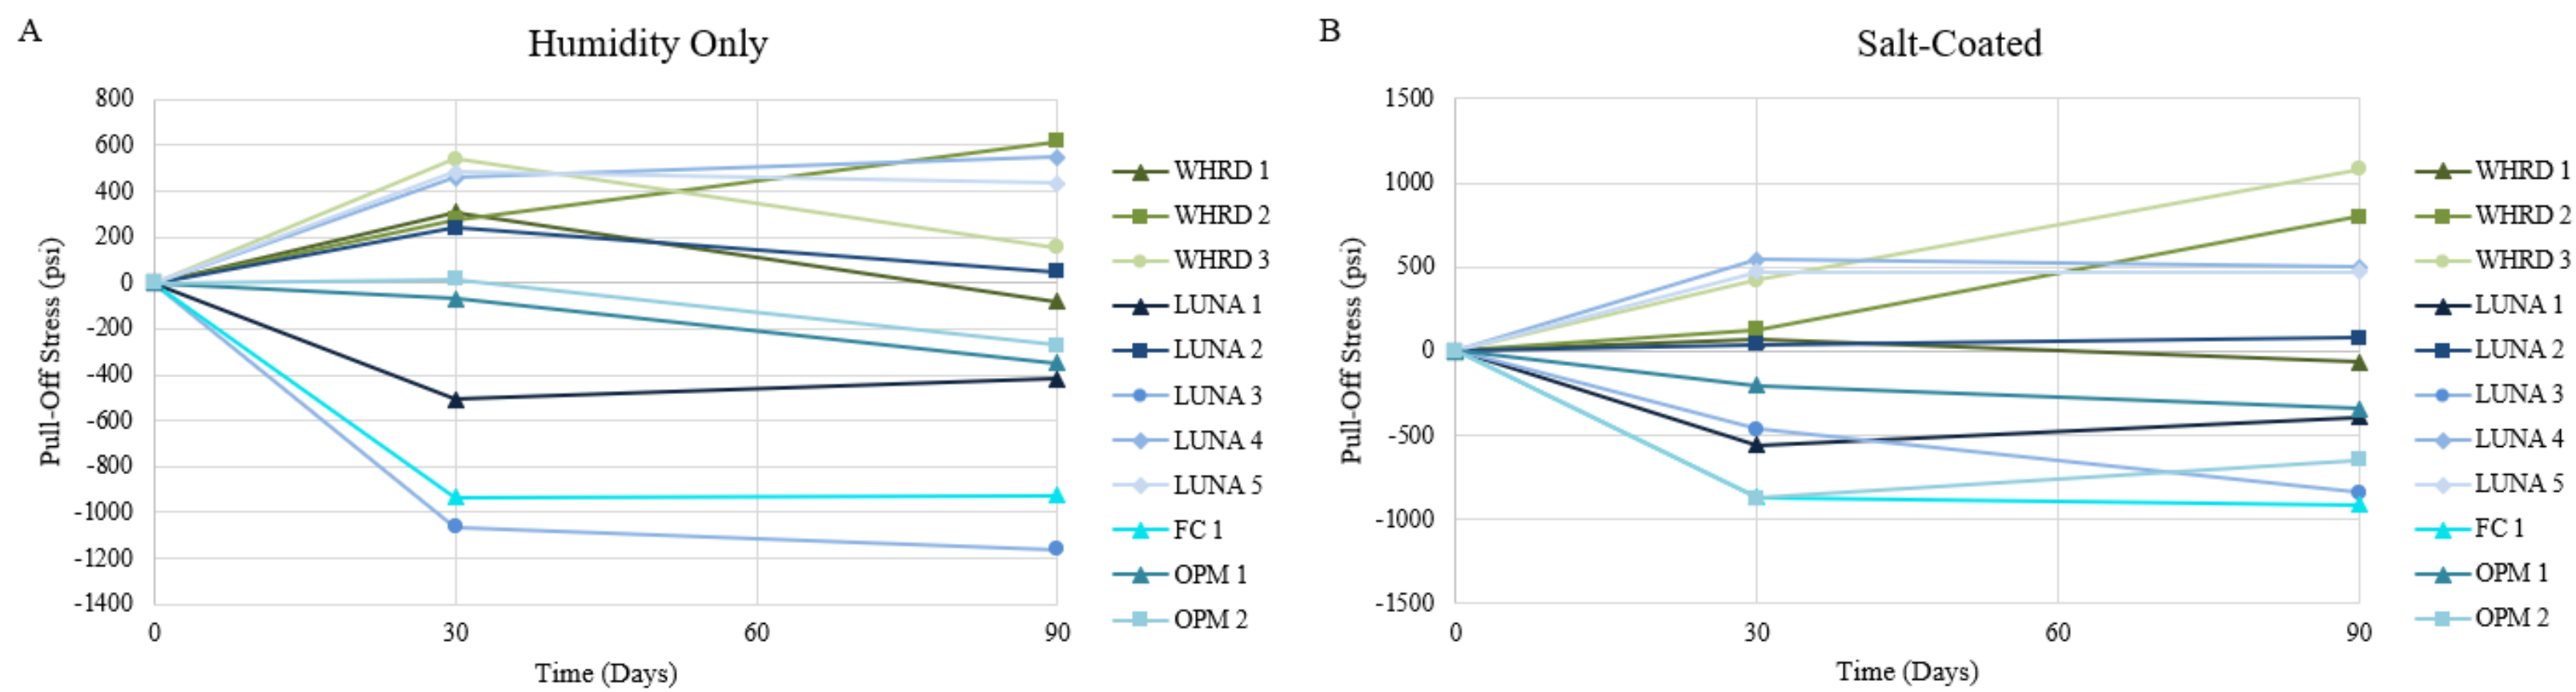 A
Humidity Only
Pull-Off Stress (psi)
800
600
400
200
0
-200
-400
-600
-800
-1000
-1200
-1400
0 30 60 90
Time (Days)
WHRD 1
WHRD 2
WHRD 3
LUNA 1
LUNA 2
LUNA 3
LUNA 4
LUNA 5
FC 1
OPM 1
OPM 2
B
Salt-Coated
Pull-Off Stress (psi)
1500
1000
500
0
-500
-1000
-1500
0 30 60 90
Time (Days)
WHRD 1
WHRD 2
WHRD 3
LUNA 1
LUNA 2
LUNA 3
LUNA 4
LUNA 5
FC 1
OPM 1
OPM 2